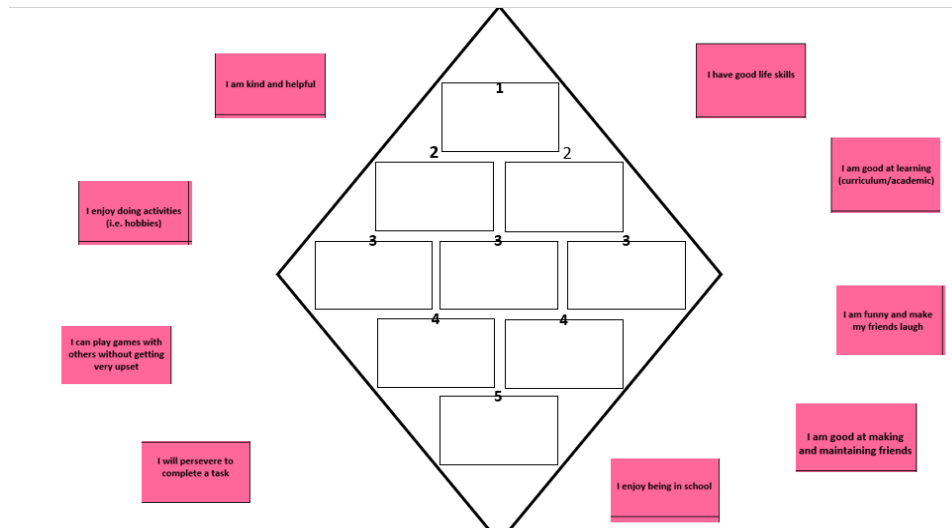 I am kind and helpful
I have good life skills
1
2 2
I am good at learning
(curriculum/academic)
I enjoy doing activities
(i.e. hobbies)
3 3 3
I am funny and make
my friends laugh
4 4
I can play games with
others without getting
very upset
5
I am good at making
and maintaining friends
I will persevere to
complete a task
I enjoy being in school